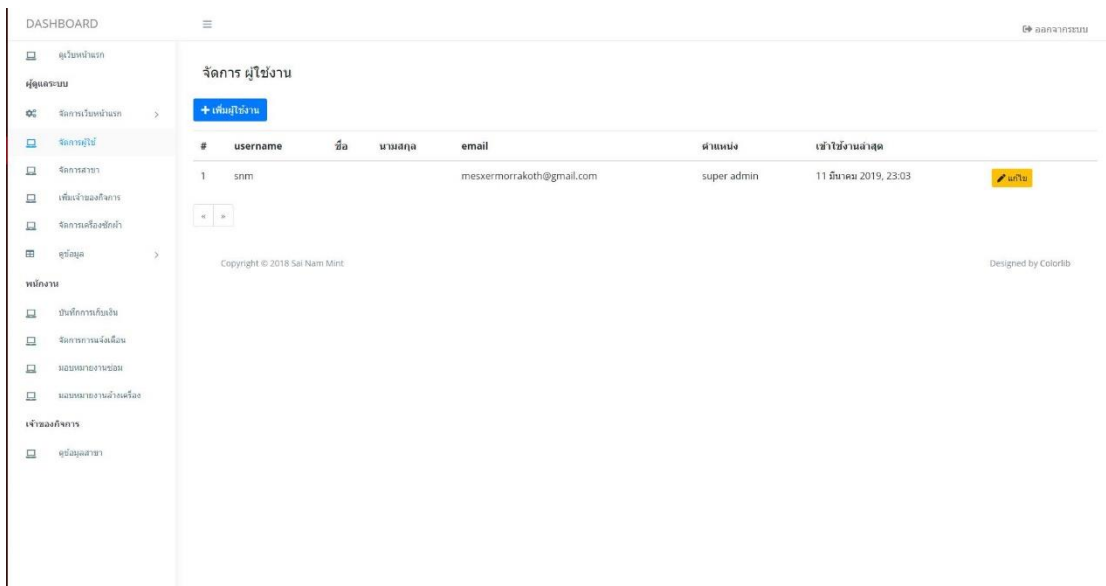 DASHBOARD
ออกจากระบบ
ดูเว็บหน้าแรก
ผู้ดูแลระบบ
จัดการเว็บหน้าแรก
จัดการผู้ใช้
จัดการสาขา
เพิ่มเจ้าของกิจการ
จัดการเครื่องซักผ้า
ดูข้อมูล
พนักงาน
บันทึกการเก็บเงิน
จัดการการแจ้งเตือน
มอบหมายงานซ่อม
มอบหมายงานล้างเครื่อง
เจ้าของกิจการ
ดูข้อมูลสาขา
จัดการ ผู้ใช้งาน
+ เพิ่มผู้ใช้งาน
# username ชื่อ นามสกุล email ตำแหน่ง เข้าใช้งานล่าสุด
1 snm mesxermorrakoth@gmail.com super admin 11 มีนาคม 2019, 23:03 แก้ไข
« »
Copyright © 2018 Sai Nam Mint Designed by Colorlib